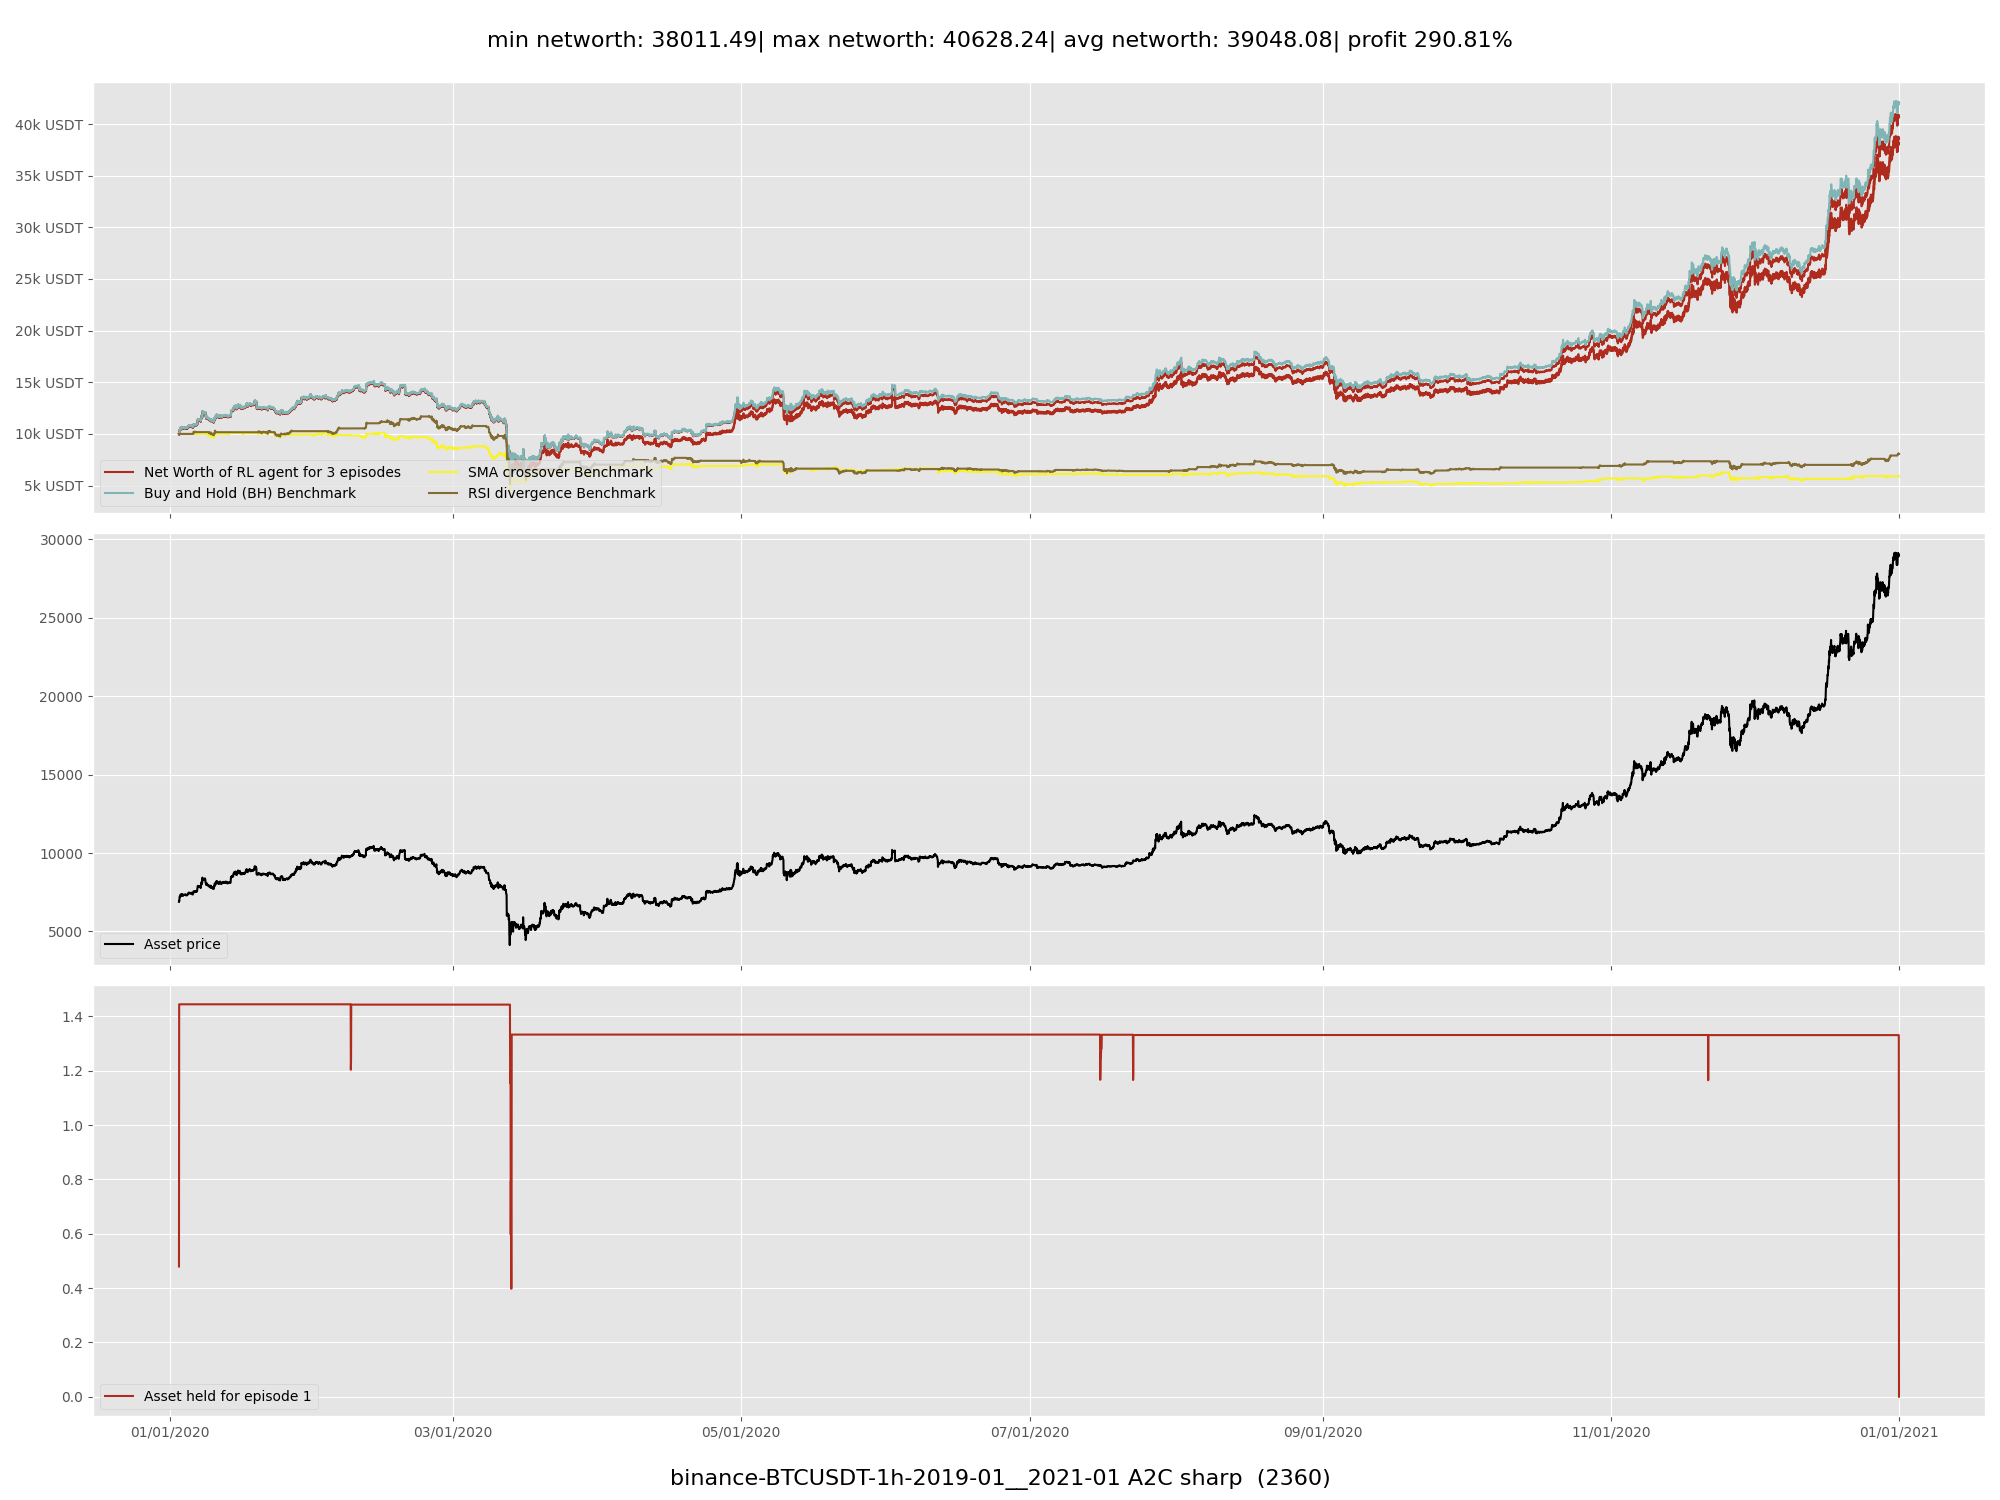 min networth: 38011.49| max networth: 40628.24| avg networth: 39048.08| profit 290.81%
40k USDT
35k USDT
30k USDT
25k USDT
20k USDT
15k USDT
10k USDT
5k USDT
Net Worth of RL agent for 3 episodes
Buy and Hold (BH) Benchmark
SMA crossover Benchmark
RSI divergence Benchmark
30000
25000
20000
15000
10000
5000
Asset price
1.4
1.2
1.0
0.8
0.6
0.4
0.2
0.0
Asset held for episode 1
01/01/2020 03/01/2020 05/01/2020 07/01/2020 09/01/2020 11/01/2020 01/01/2021
binance-BTCUSDT-1h-2019-01__2021-01 A2C sharp (2360)